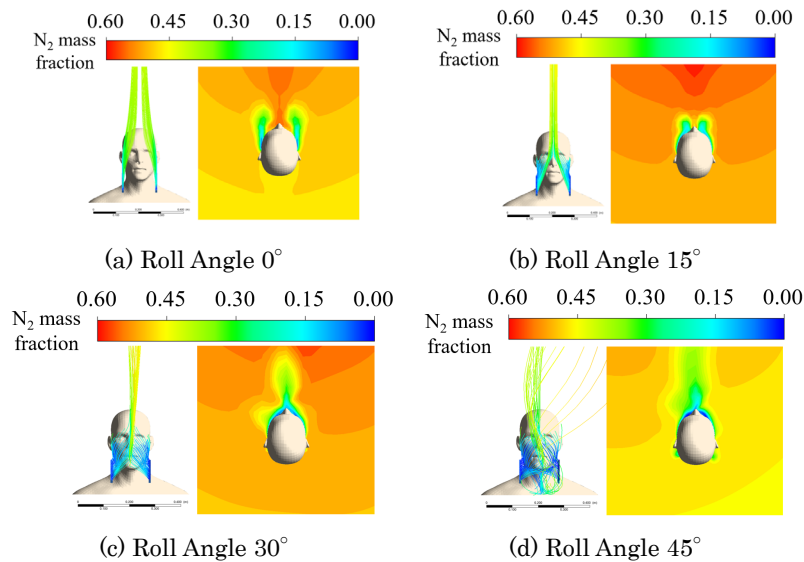 0.60 0.45 0.30 0.15 0.00
N₂ mass
fraction
(a) Roll Angle 0°
0.60 0.45 0.30 0.15 0.00
N₂ mass
fraction
(b) Roll Angle 15°
0.60 0.45 0.30 0.15 0.00
N₂ mass
fraction
(c) Roll Angle 30°
0.60 0.45 0.30 0.15 0.00
N₂ mass
fraction
(d) Roll Angle 45°